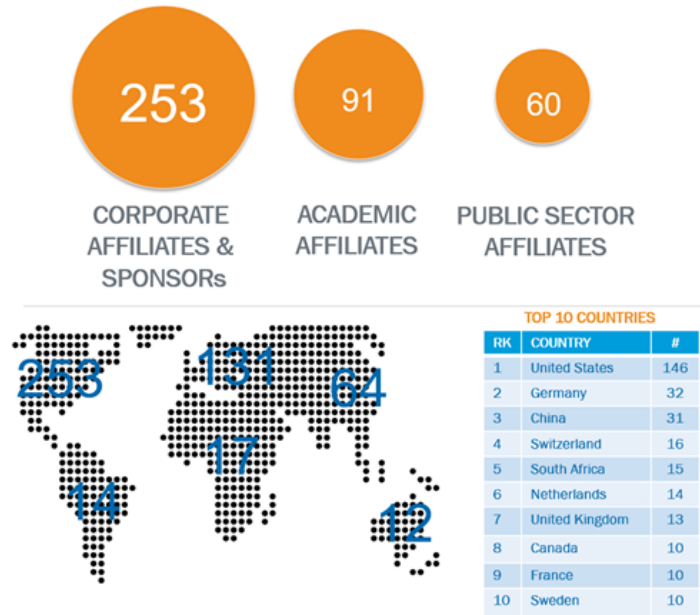 253
91
60
CORPORATE
AFFILIATES &
SPONSORs
ACADEMIC
AFFILIATES
PUBLIC SECTOR
AFFILIATES
253
131
64
17
14
12
TOP 10 COUNTRIES
RK COUNTRY #
1 United States 146
2 Germany 32
3 China 31
4 Switzerland 16
5 South Africa 15
6 Netherlands 14
7 United Kingdom 13
8 Canada 10
9 France 10
10 Sweden 10